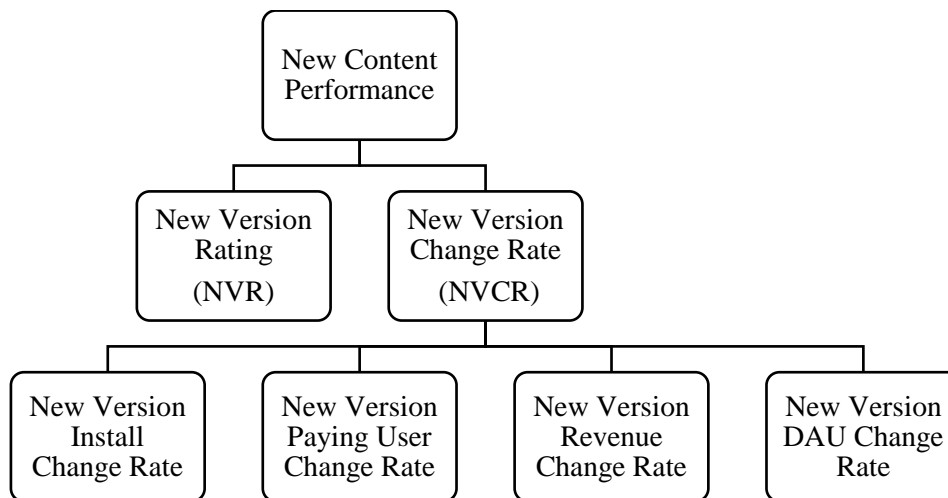 New Content
Performance
New Version
Rating
(NVR)
New Version
Change Rate
(NVCR)
New Version
Install
Change Rate
New Version
Paying User
Change Rate
New Version
Revenue
Change Rate
New Version
DAU Change
Rate